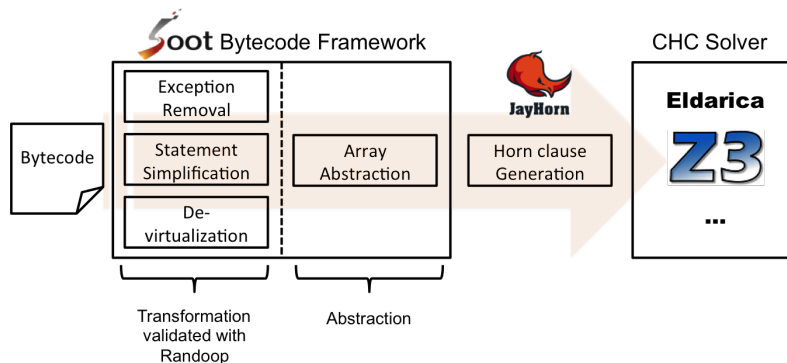 Soot Bytecode Framework
CHC Solver
Bytecode
Exception
Removal
Statement
Simplification
De-
virtualization
Array
Abstraction
JayHorn
Horn clause
Generation
Eldarica
Z3
...
Transformation
validated with
Randoop
Abstraction